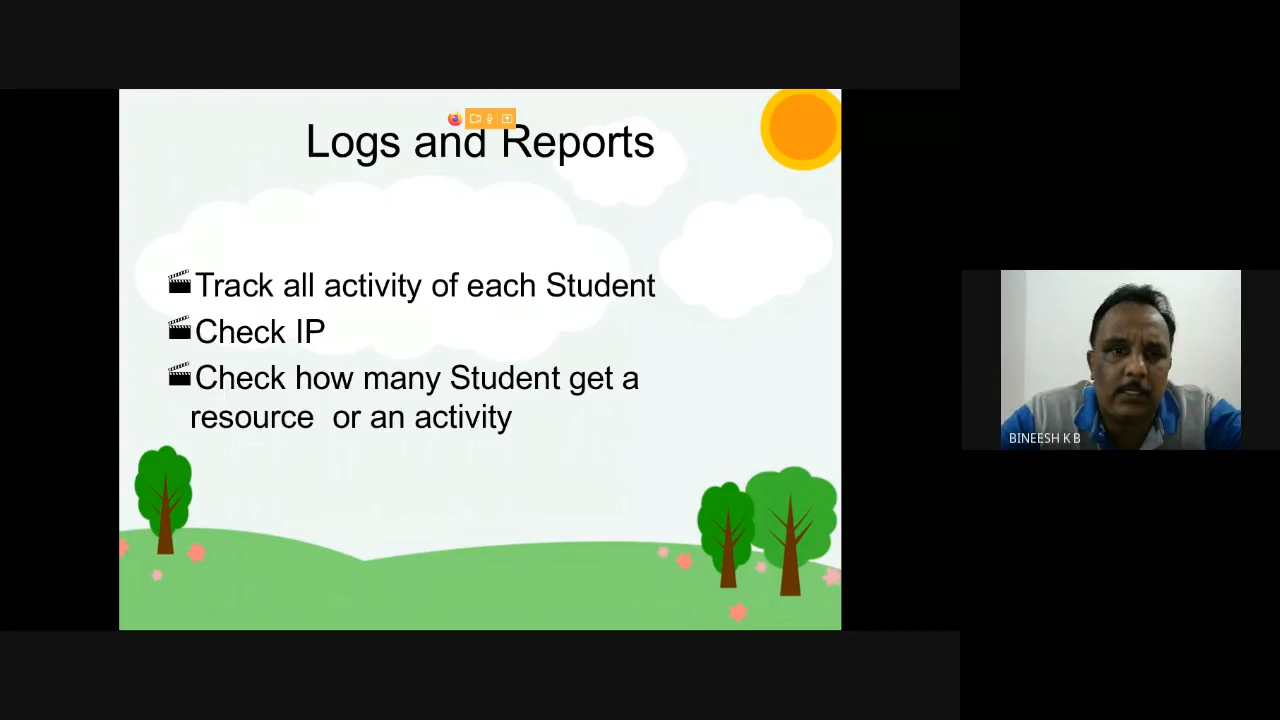 Logs and Reports
Track all activity of each Student
Check IP
Check how many Student get a
resource or an activity
BINEESH K B